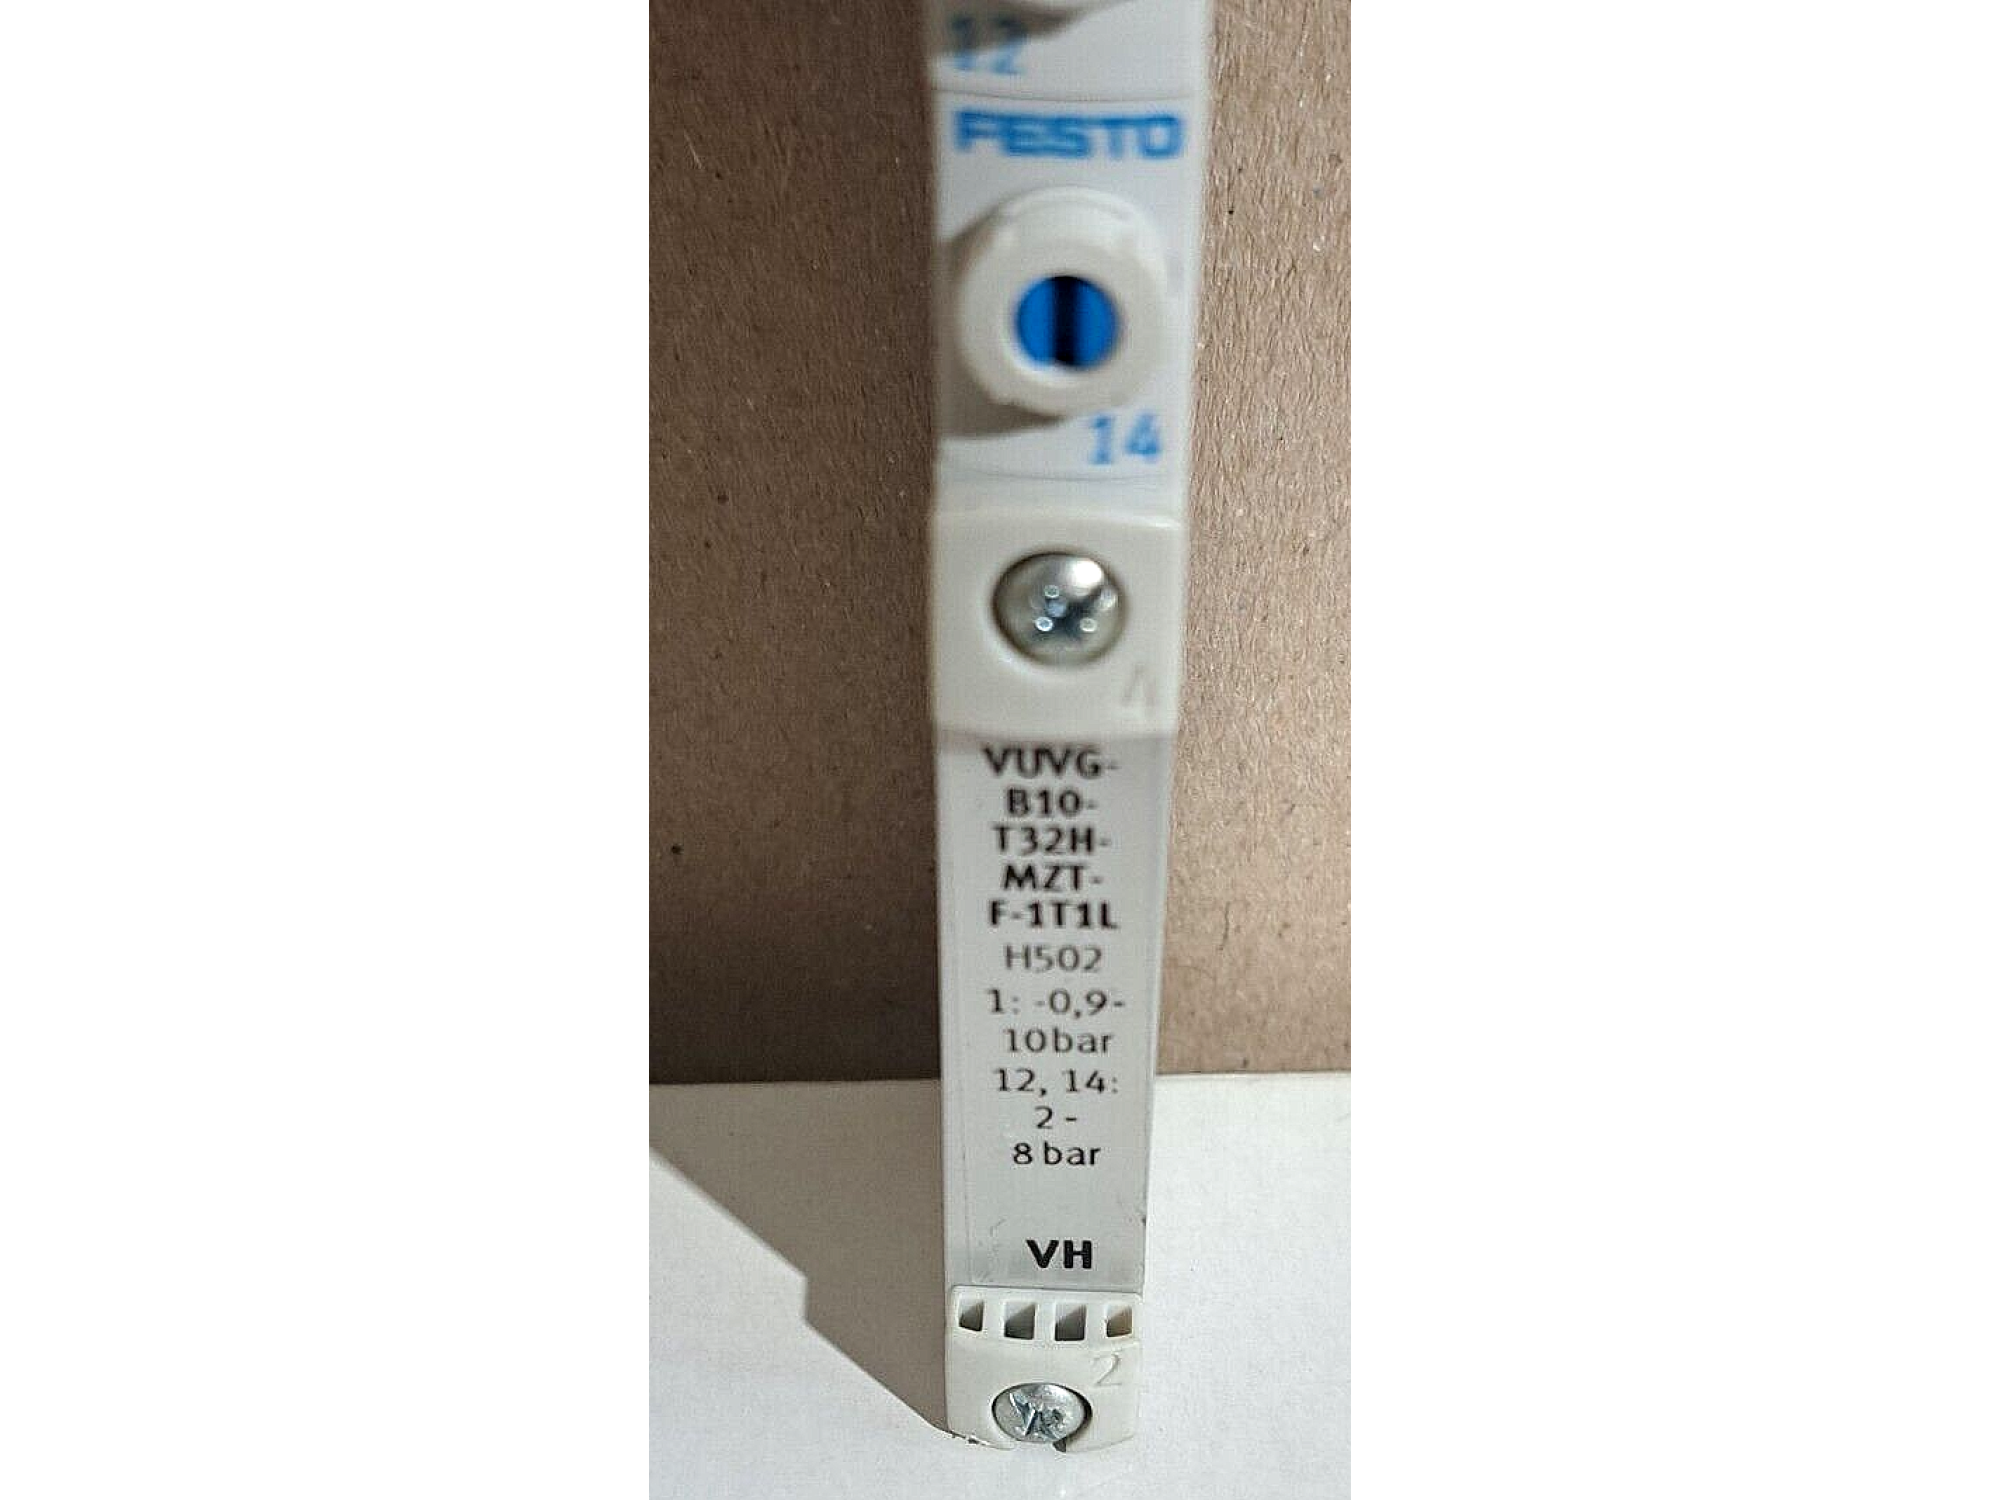 12
FESTO
14
4
VUVG-
B10-
T32H-
MZT-
F-1T1L
H502
1: -0,9-
10bar
12, 14:
2 -
8 bar
VH
2